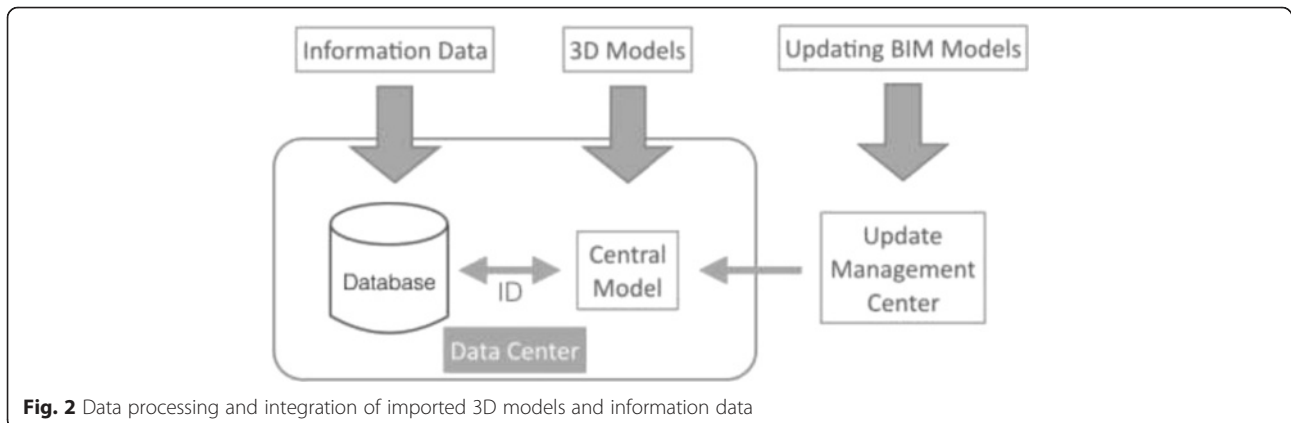 Information Data
3D Models
Updating BIM Models
Database
ID
Central
Model
Update
Management
Center
Data Center
Fig. 2 Data processing and integration of imported 3D models and information data